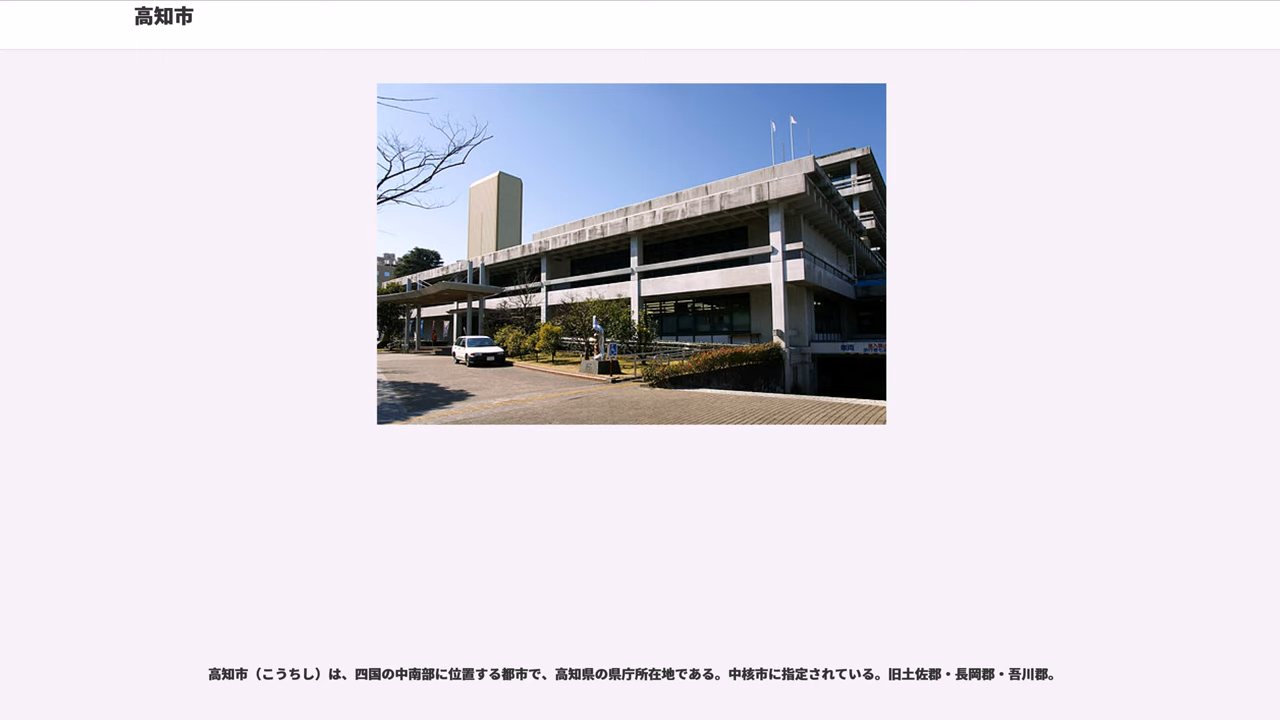 高知市
高知市（こうちし）は、四国の中南部に位置する都市で、高知県の県庁所在地である。中核市に指定されている。旧土佐郡・長岡郡・吾川郡。